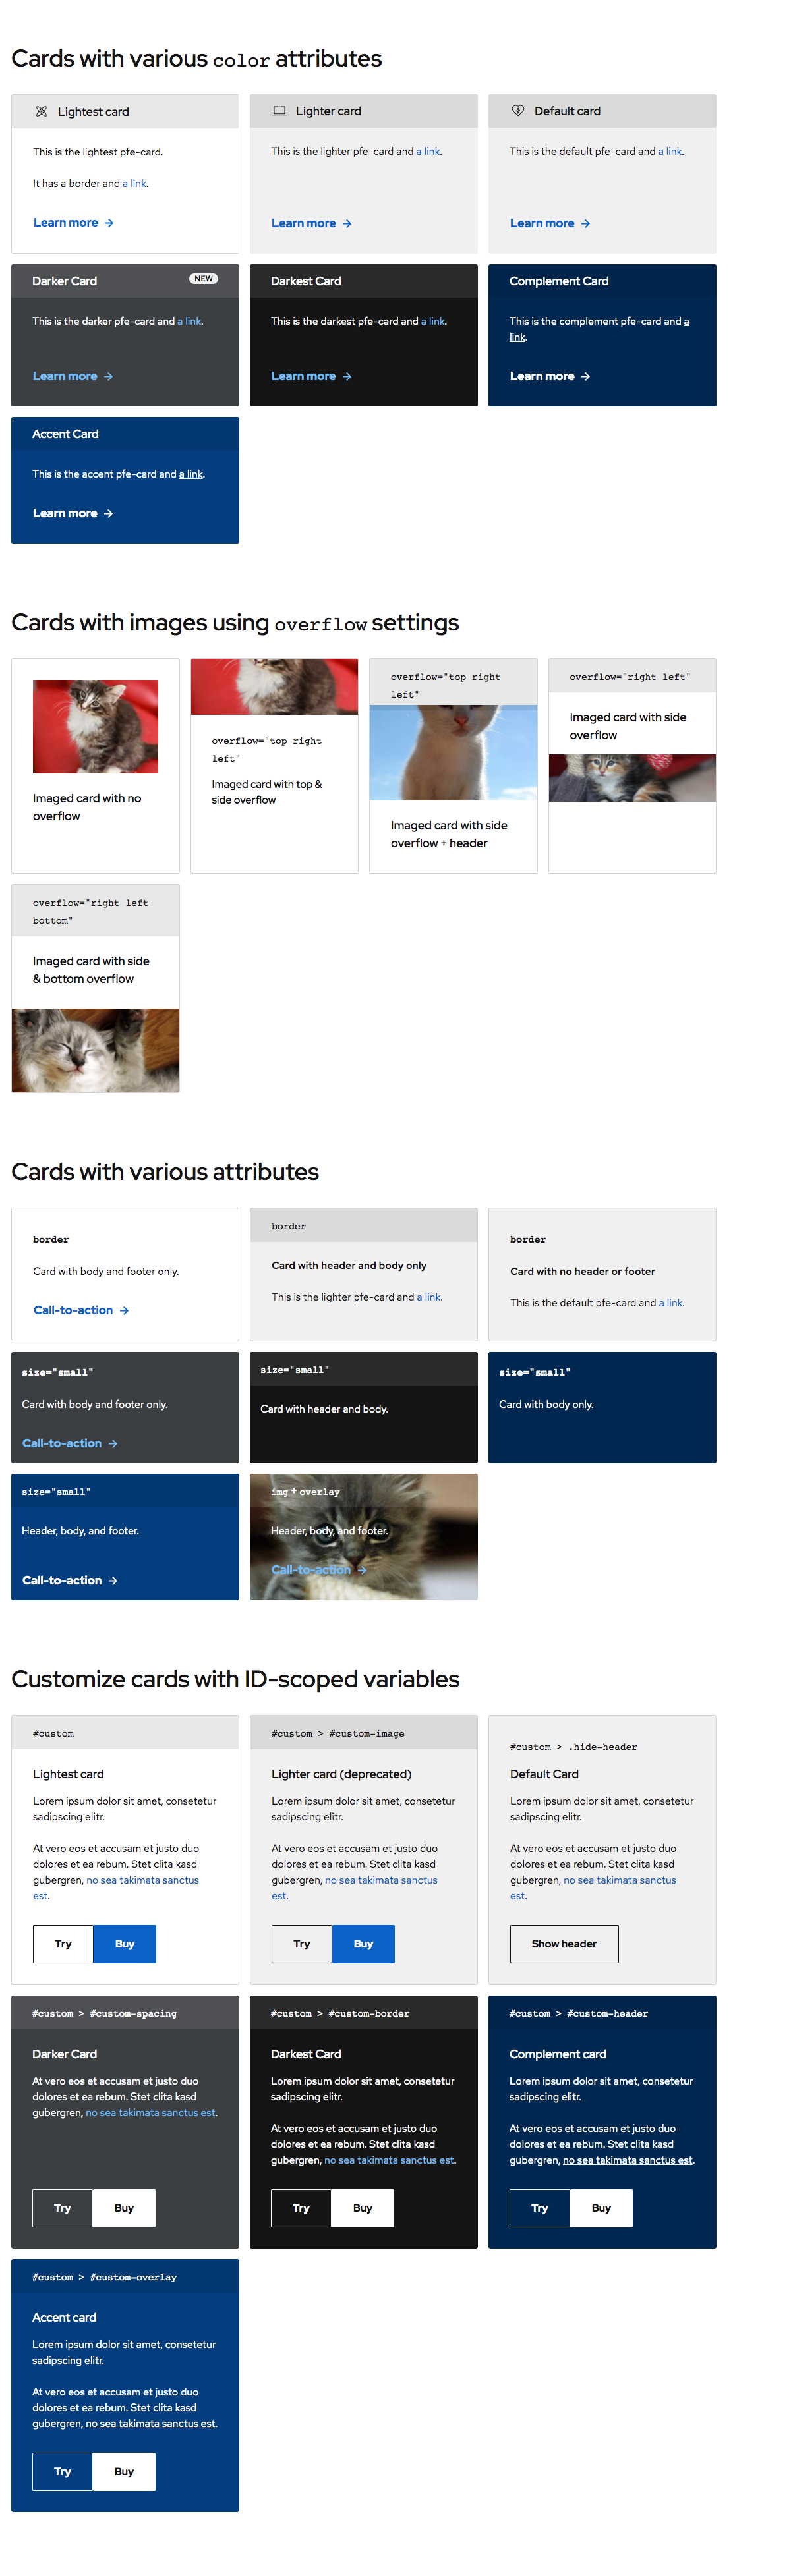 Cards with various color attributes
Lightest card
This is the lightest pfe-card.
It has a border and a link.
Learn more →
Lighter card
This is the lighter pfe-card and a link.
Learn more →
Default card
This is the default pfe-card and a link.
Learn more →
Darker Card
NEW
This is the darker pfe-card and a link.
Learn more →
Darkest Card
This is the darkest pfe-card and a link.
Learn more →
Complement Card
This is the complement pfe-card and a
link.
Learn more →
Accent Card
This is the accent pfe-card and a link.
Learn more →
Cards with images using overflow settings
Imaged card with no
overflow
overflow="top right
left"
Imaged card with top &
side overflow
overflow="top right
left"
Imaged card with side
overflow + header
overflow="right left"
Imaged card with side
overflow
overflow="right left
bottom"
Imaged card with side
& bottom overflow
Cards with various attributes
border
Card with body and footer only.
Call-to-action →
border
Card with header and body only
This is the lighter pfe-card and a link.
border
Card with no header or footer
This is the default pfe-card and a link.
size="small"
Card with body and footer only.
Call-to-action →
size="small"
Card with header and body.
size="small"
Card with body only.
size="small"
Header, body, and footer.
Call-to-action →
img + overlay
Header, body, and footer.
Call-to-action →
Customize cards with ID-scoped variables
#custom
Lightest card
Lorem ipsum dolor sit amet, consetetur
sadipscing elitr.
At vero eos et accusam et justo duo
dolores et ea rebum. Stet clita kasd
gubergren, no sea takimata sanctus
est.
Try
Buy
#custom > #custom-image
Lighter card (deprecated)
Lorem ipsum dolor sit amet, consetetur
sadipscing elitr.
At vero eos et accusam et justo duo
dolores et ea rebum. Stet clita kasd
gubergren, no sea takimata sanctus
est.
Try
Buy
#custom > .hide-header
Default Card
Lorem ipsum dolor sit amet, consetetur
sadipscing elitr.
At vero eos et accusam et justo duo
dolores et ea rebum. Stet clita kasd
gubergren, no sea takimata sanctus
est.
Show header
#custom > #custom-spacing
Darker Card
At vero eos et accusam et justo duo
dolores et ea rebum. Stet clita kasd
gubergren, no sea takimata sanctus est.
Try
Buy
#custom > #custom-border
Darkest Card
Lorem ipsum dolor sit amet, consetetur
sadipscing elitr.
At vero eos et accusam et justo duo
dolores et ea rebum. Stet clita kasd
gubergren, no sea takimata sanctus est.
Try
Buy
#custom > #custom-header
Complement card
Lorem ipsum dolor sit amet, consetetur
sadipscing elitr.
At vero eos et accusam et justo duo
dolores et ea rebum. Stet clita kasd
gubergren, no sea takimata sanctus est.
Try
Buy
#custom > #custom-overlay
Accent card
Lorem ipsum dolor sit amet, consetetur
sadipscing elitr.
At vero eos et accusam et justo duo
dolores et ea rebum. Stet clita kasd
gubergren, no sea takimata sanctus est.
Try
Buy